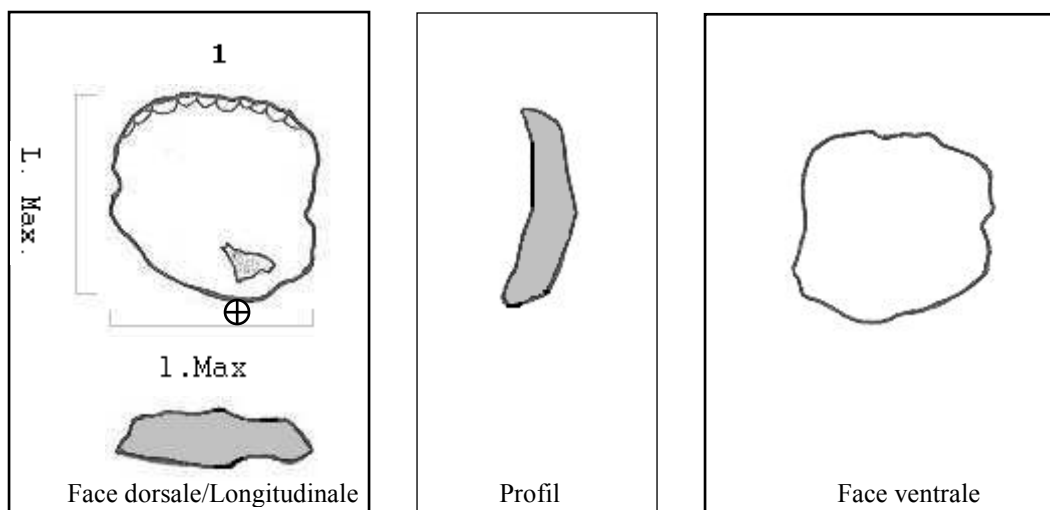 1
L. Max.
l.Max
Face dorsale/Longitudinale
Profil
Face ventrale